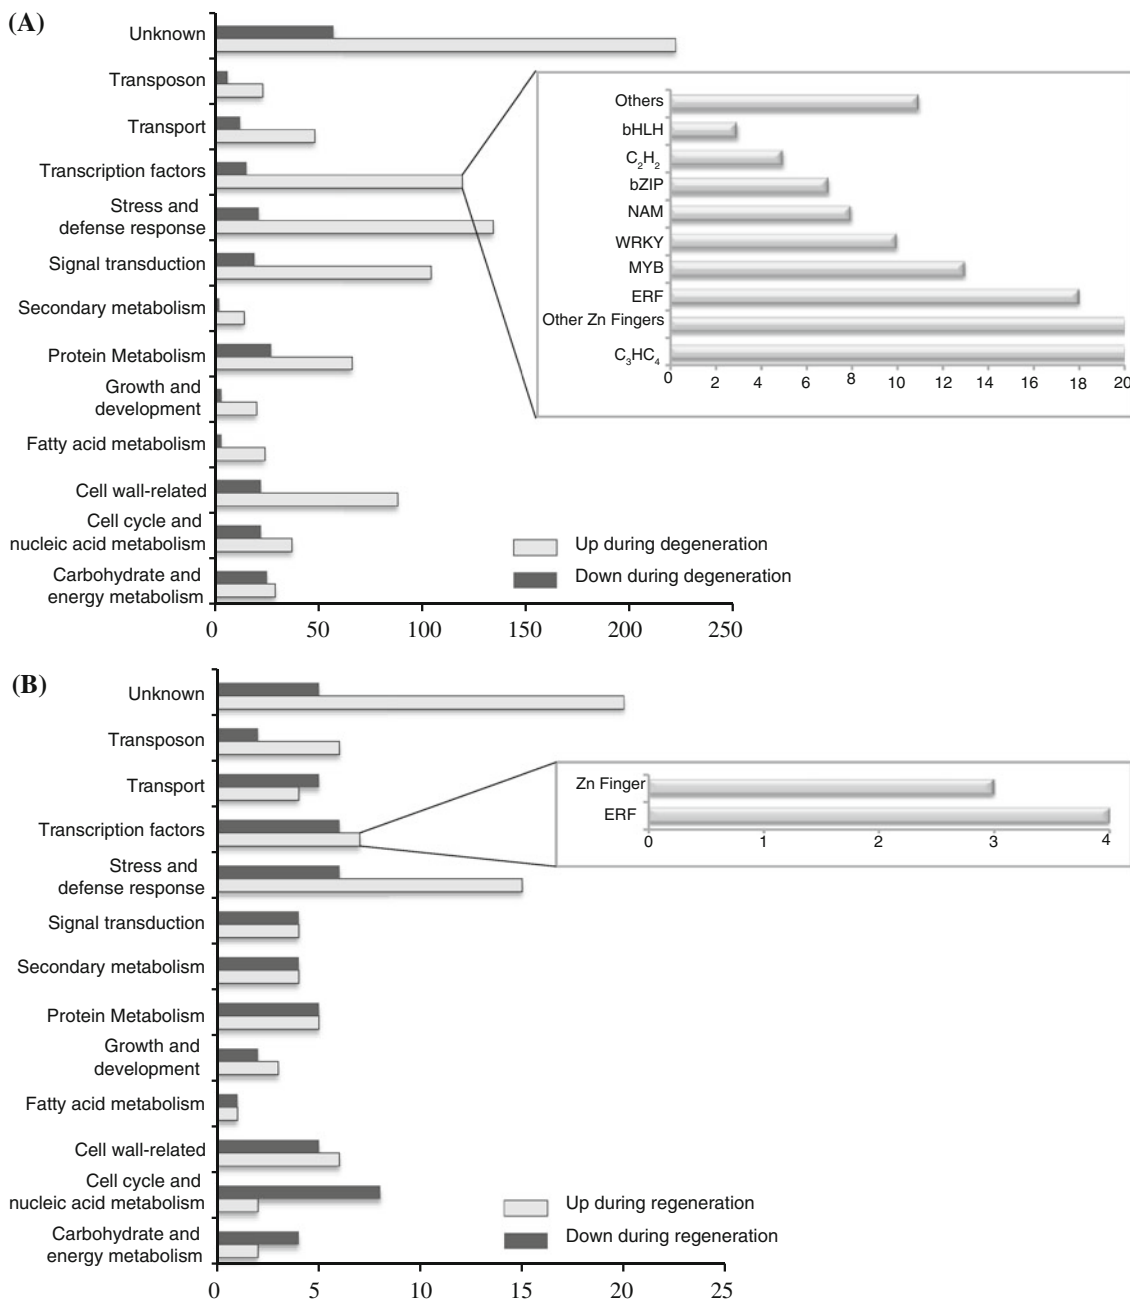 (A)
Unknown
Transposon
Transport
Transcription factors
Stress and
defense response
Signal transduction
Secondary metabolism
Protein Metabolism
Growth and
development
Fatty acid metabolism
Cell wall-related
Cell cycle and
nucleic acid metabolism
Carbohydrate and
energy metabolism
0 50 100 150 200 250
Others
bHLH
C2H2
bZIP
NAM
WRKY
MYB
ERF
Other Zn Fingers
C3HC4
0 2 4 6 8 10 12 14 16 18 20
Up during degeneration
Down during degeneration
(B)
Unknown
Transposon
Transport
Transcription factors
Stress and
defense response
Signal transduction
Secondary metabolism
Protein Metabolism
Growth and
development
Fatty acid metabolism
Cell wall-related
Cell cycle and
nucleic acid metabolism
Carbohydrate and
energy metabolism
0 5 10 15 20 25
Zn Finger
ERF
0 1 2 3 4
Up during regeneration
Down during regeneration